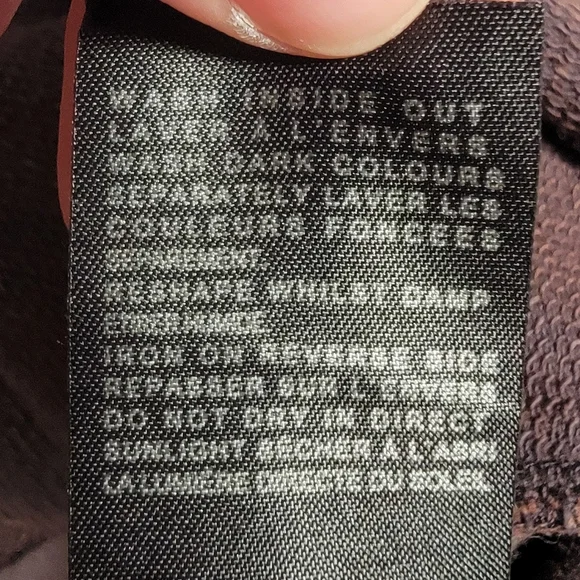 WASH INSIDE OUT
LAVER A L'ENVERS
WASH DARK COLOURS
SEPARATELY LAVER LES
COULEURS FONCEES
RESHAPE WHILST DAMP
IRON ON REVERSE SIDE
REPASSER SUR L'ENVERS
DO NOT DRY IN DIRECT
SUNLIGHT SÉCHER À L'ABRI
LA LUMIÈRE DIRECTE DU SOLEIL